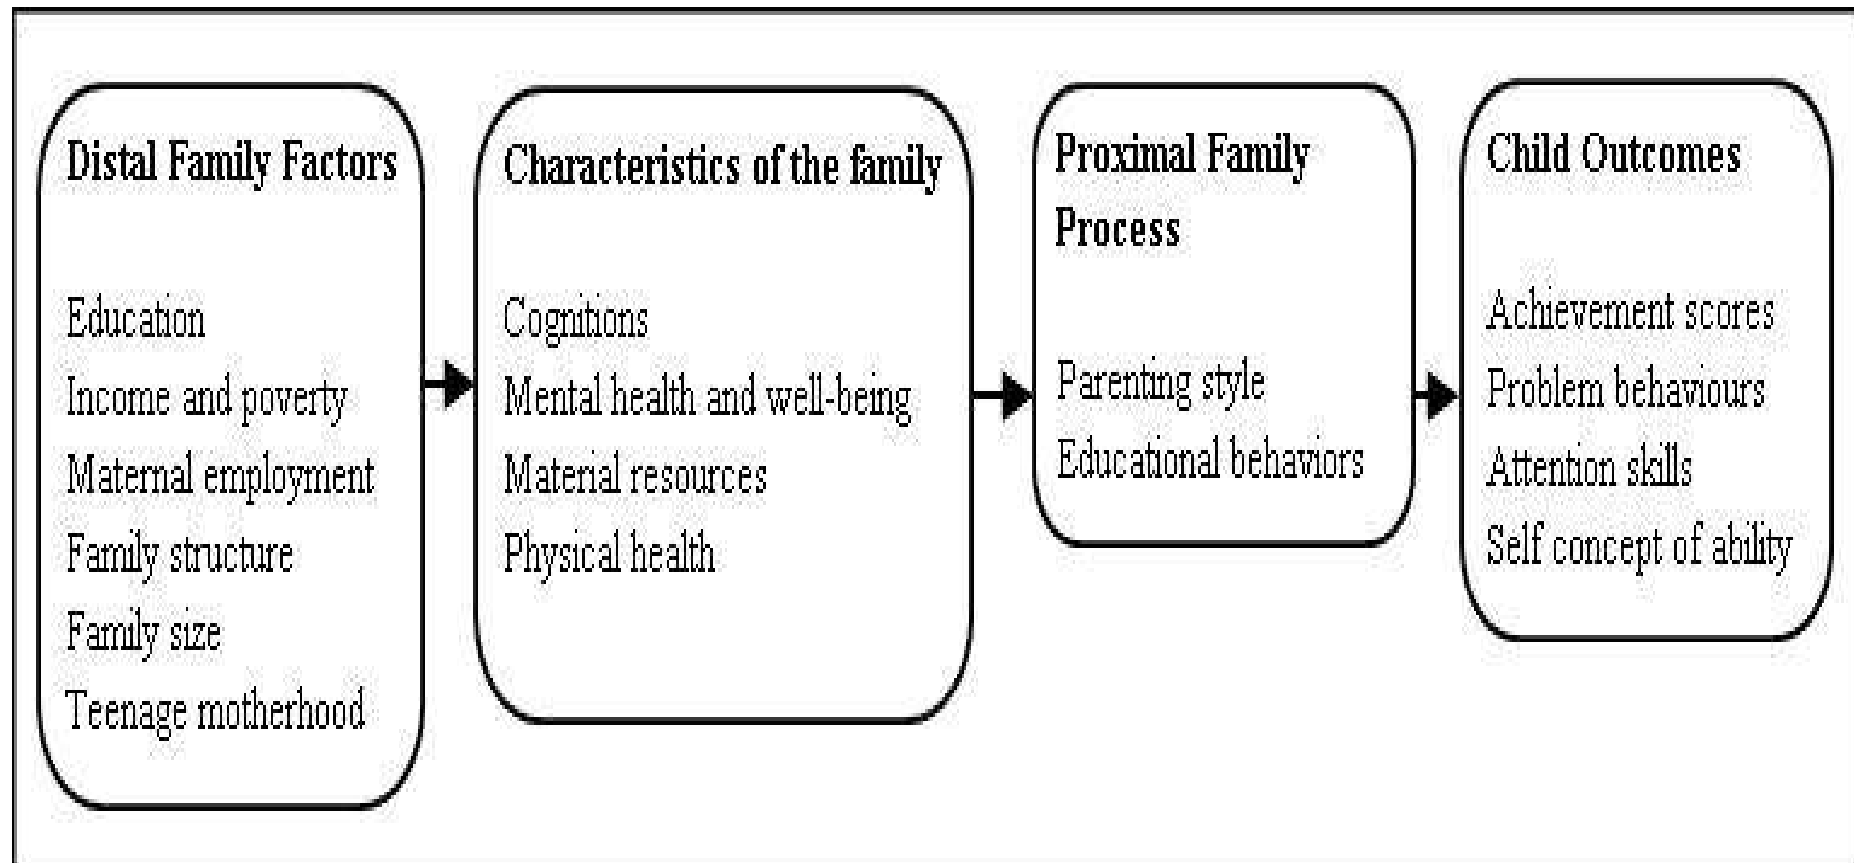 Distal Family Factors
Education
Income and poverty
Maternal employment
Family structure
Family size
Teenage motherhood
Characteristics of the family
Cognitions
Mental health and well-being
Material resources
Physical health
Proximal Family
Process
Parenting style
Educational behaviors
Child Outcomes
Achievement scores
Problem behaviours
Attention skills
Self concept of ability